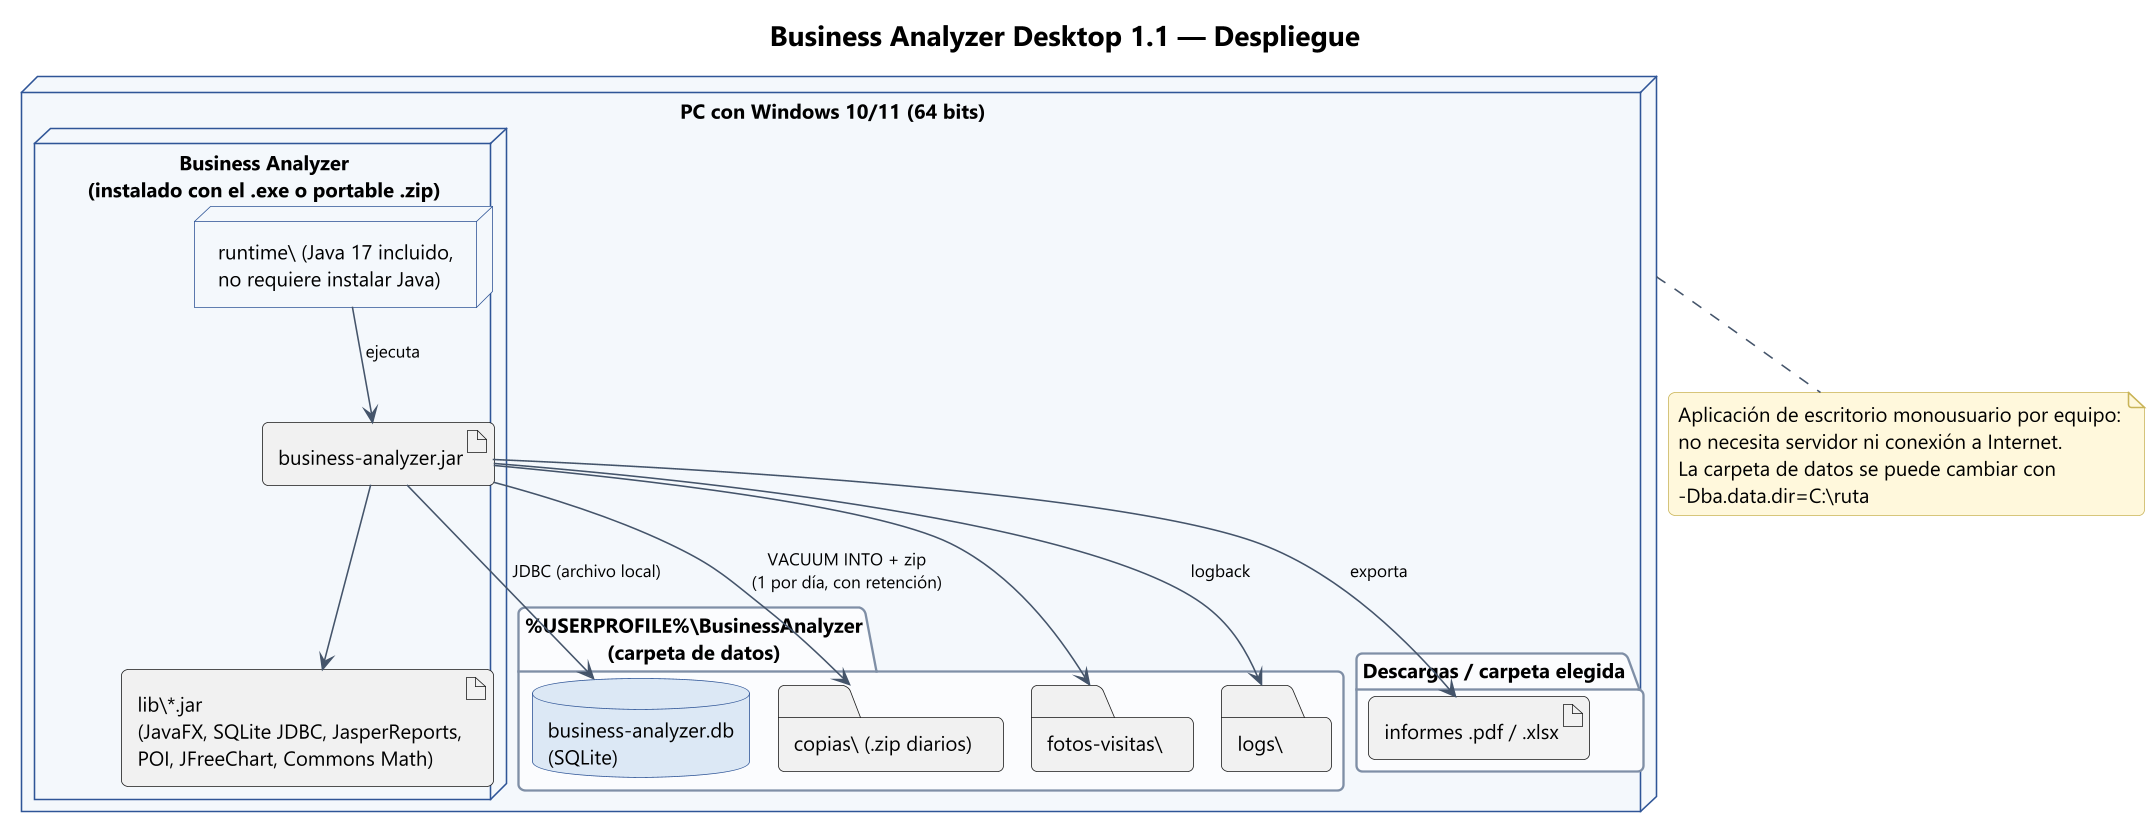 Business Analyzer Desktop 1.1 — Despliegue
PC con Windows 10/11 (64 bits)
Business Analyzer
(instalado con el .exe o portable .zip)
runtime\ (Java 17 incluido,
no requiere instalar Java)
ejecuta
Aplicación de escritorio monousuario por equipo:
no necesita servidor ni conexión a Internet.
La carpeta de datos se puede cambiar con
-Dba.data.dir=C:\ruta
business-analyzer.jar
JDBC (archivo local)
VACUUM INTO + zip
(1 por día, con retención)
logback
exporta
%USERPROFILE%\BusinessAnalyzer
(carpeta de datos)
Descargas / carpeta elegida
lib\*.jar
(JavaFX, SQLite JDBC, JasperReports,
POI, JFreeChart, Commons Math)
business-analyzer.db
(SQLite)
copias\ (.zip diarios)
fotos-visitas\
logs\
informes .pdf / .xlsx